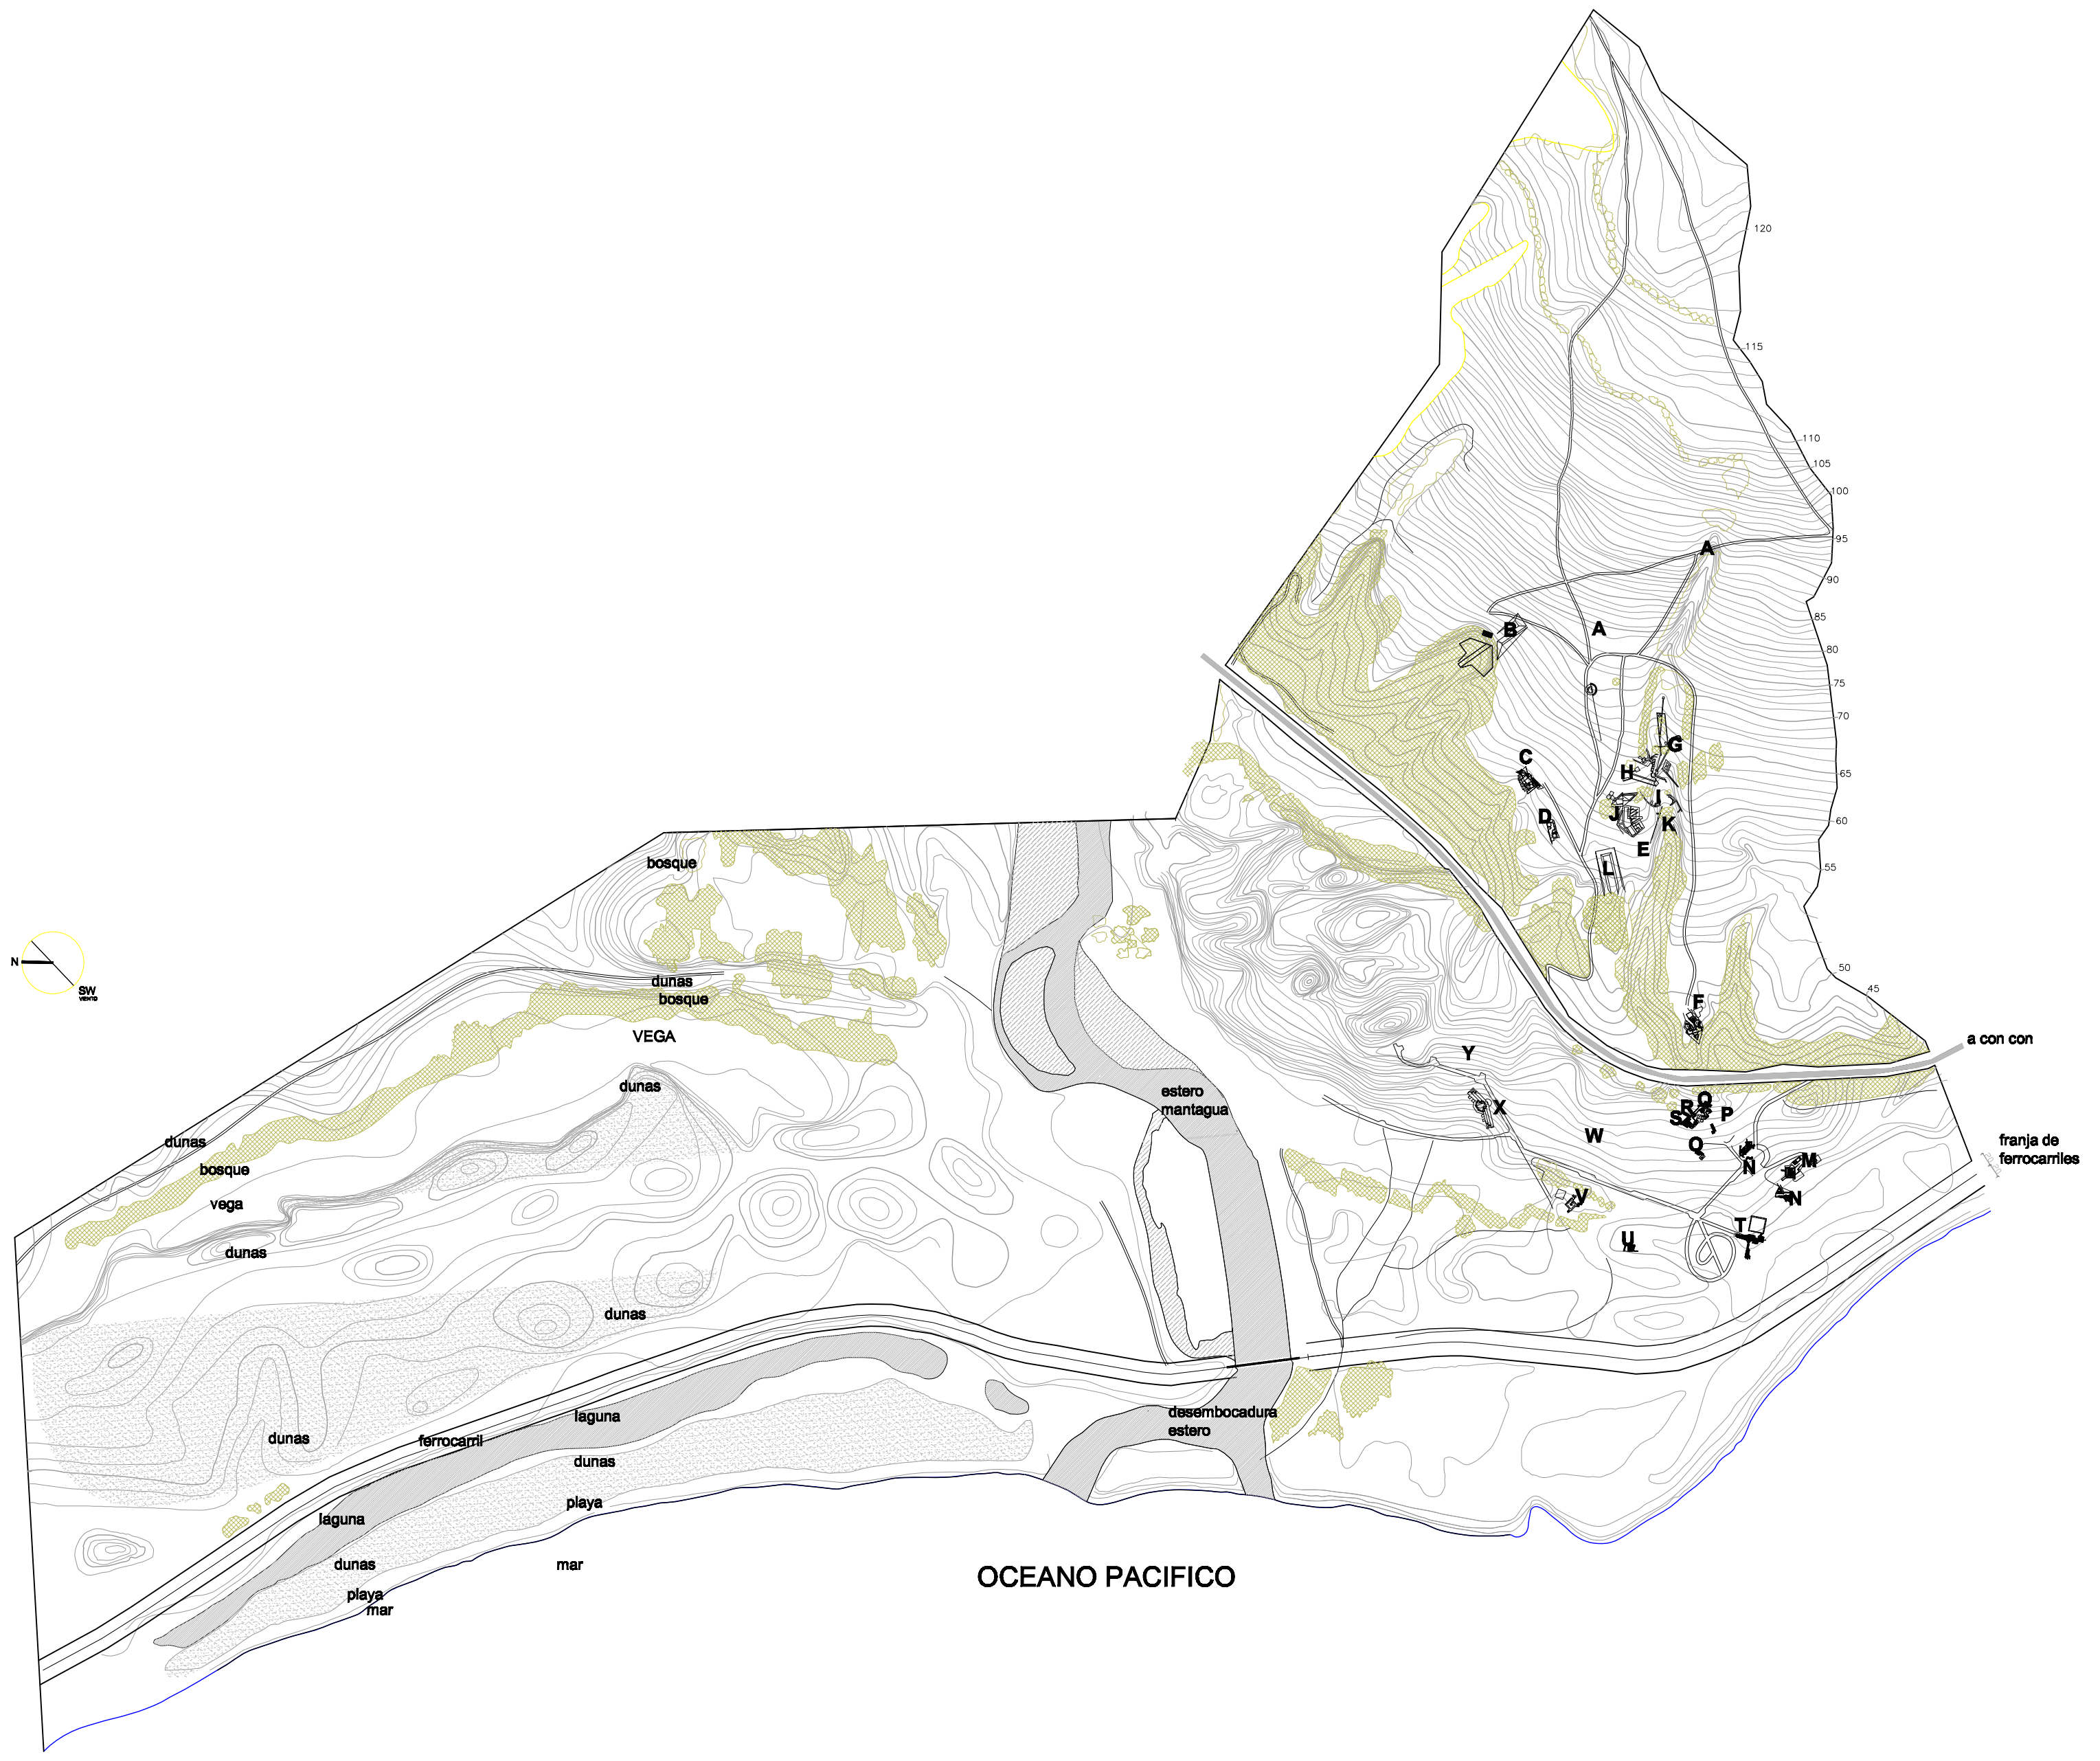 120
115
110
105
100
95
A
90
85
A
B
80
75
70
G
C
H
65
I
J
D
K
60
E
bosque
L
55
N
50
dunas
SW
VIENTO
45
bosque
F
VEGA
a con con
Y
dunas
estero
mantagua
X
R
O
S
P
W
dunas
Q
franja de
ferrocarriles
bosque
Ñ
M
vega
V
N
T
U
dunas
dunas
laguna
desembocadura
estero
dunas
ferrocarril
dunas
playa
laguna
dunas
mar
OCEANO PACIFICO
playa
mar